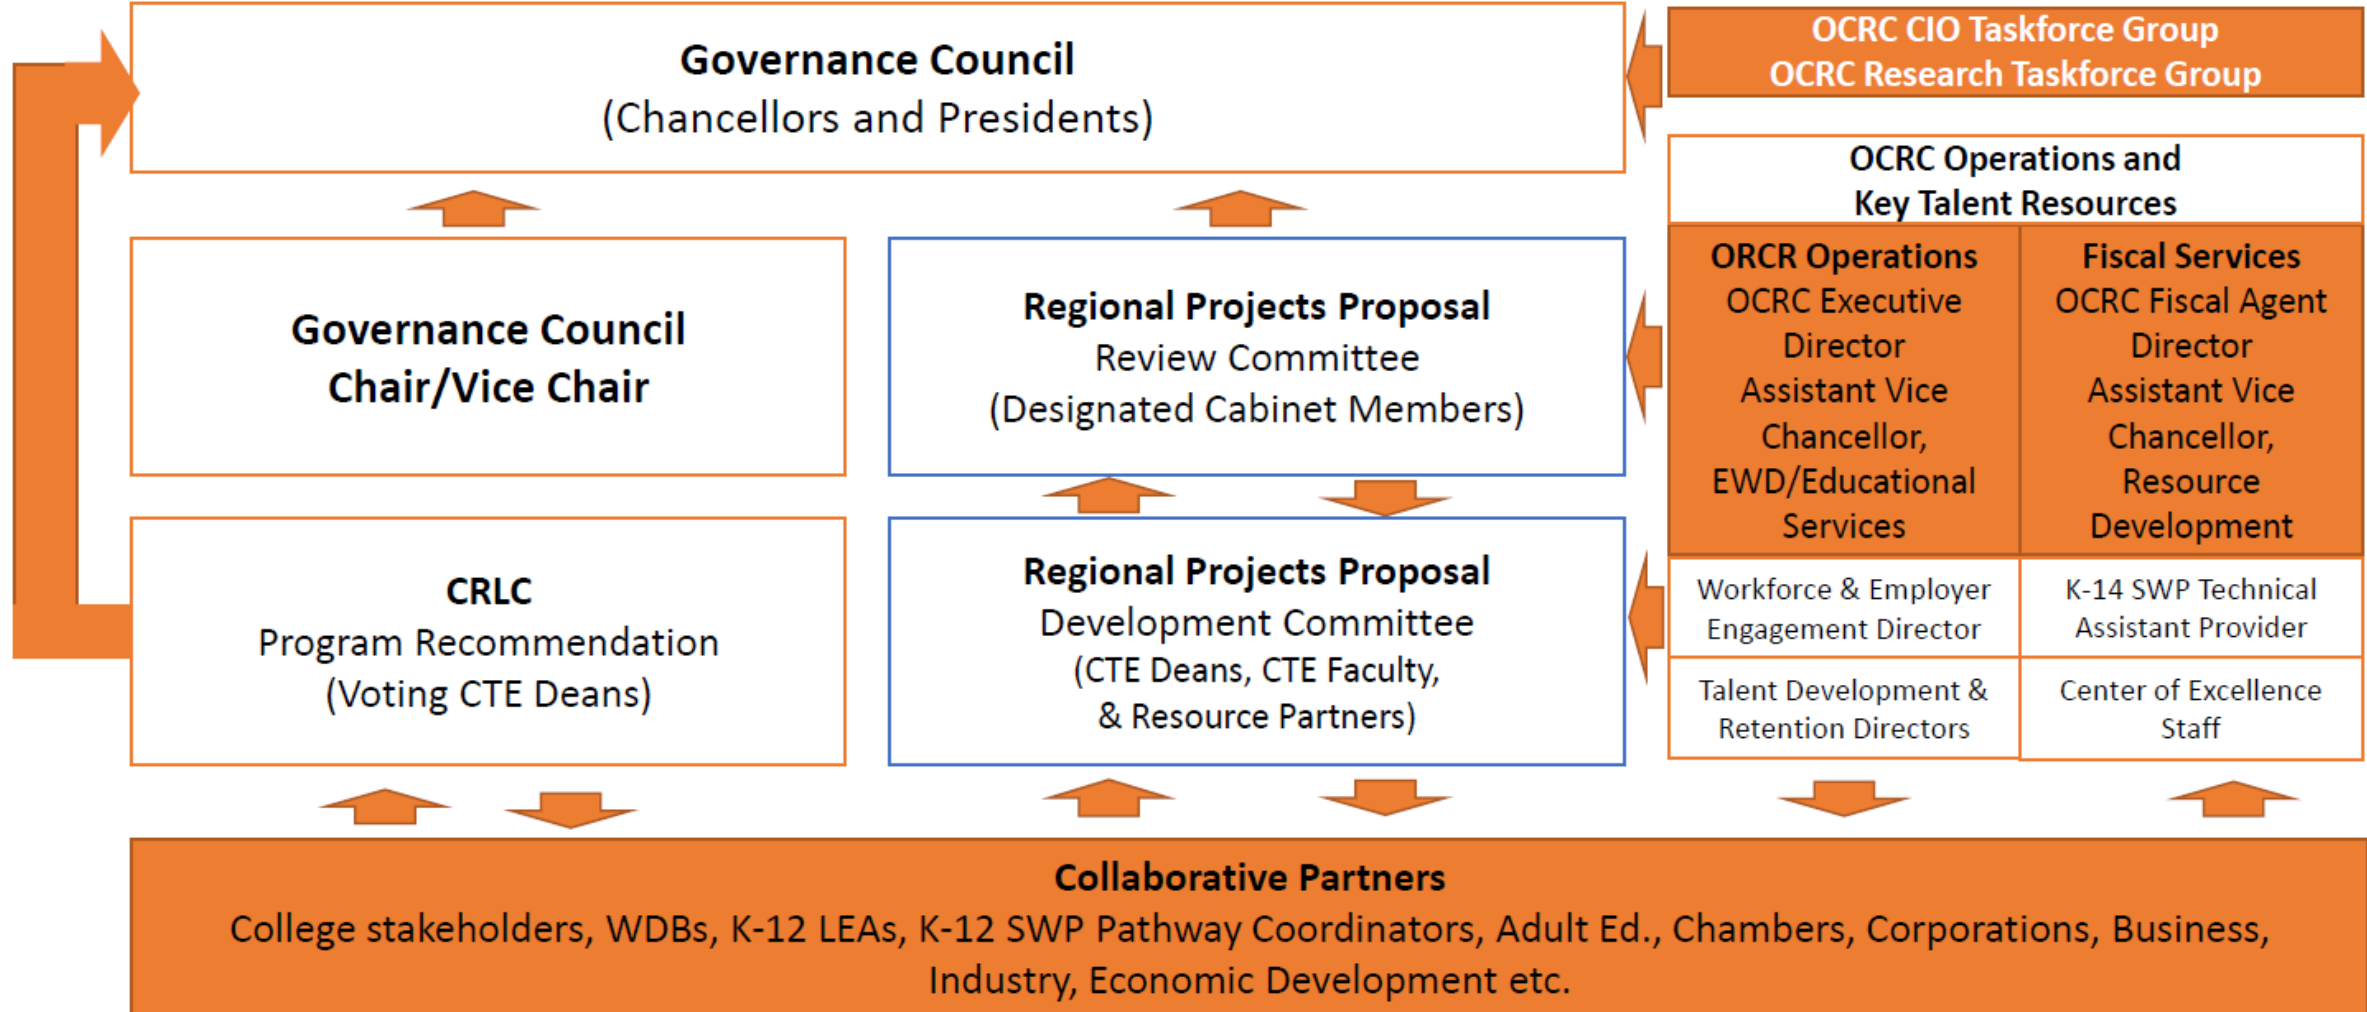 Governance Council
(Chancellors and Presidents)
OCRC CIO Taskforce Group
OCRC Research Taskforce Group
OCRC Operations and
Key Talent Resources
Governance Council
Chair/Vice Chair
Regional Projects Proposal
Review Committee
(Designated Cabinet Members)
ORCR Operations
OCRC Executive
Director
Assistant Vice
Chancellor,
EWD/Educational
Services
Fiscal Services
OCRC Fiscal Agent
Director
Assistant Vice
Chancellor,
Resource
Development
CRLC
Program Recommendation
(Voting CTE Deans)
Regional Projects Proposal
Development Committee
(CTE Deans, CTE Faculty,
& Resource Partners)
Workforce & Employer
Engagement Director
K-14 SWP Technical
Assistant Provider
Talent Development &
Retention Directors
Center of Excellence
Staff
Collaborative Partners
College stakeholders, WDBs, K-12 LEAs, K-12 SWP Pathway Coordinators, Adult Ed., Chambers, Corporations, Business,
Industry, Economic Development etc.